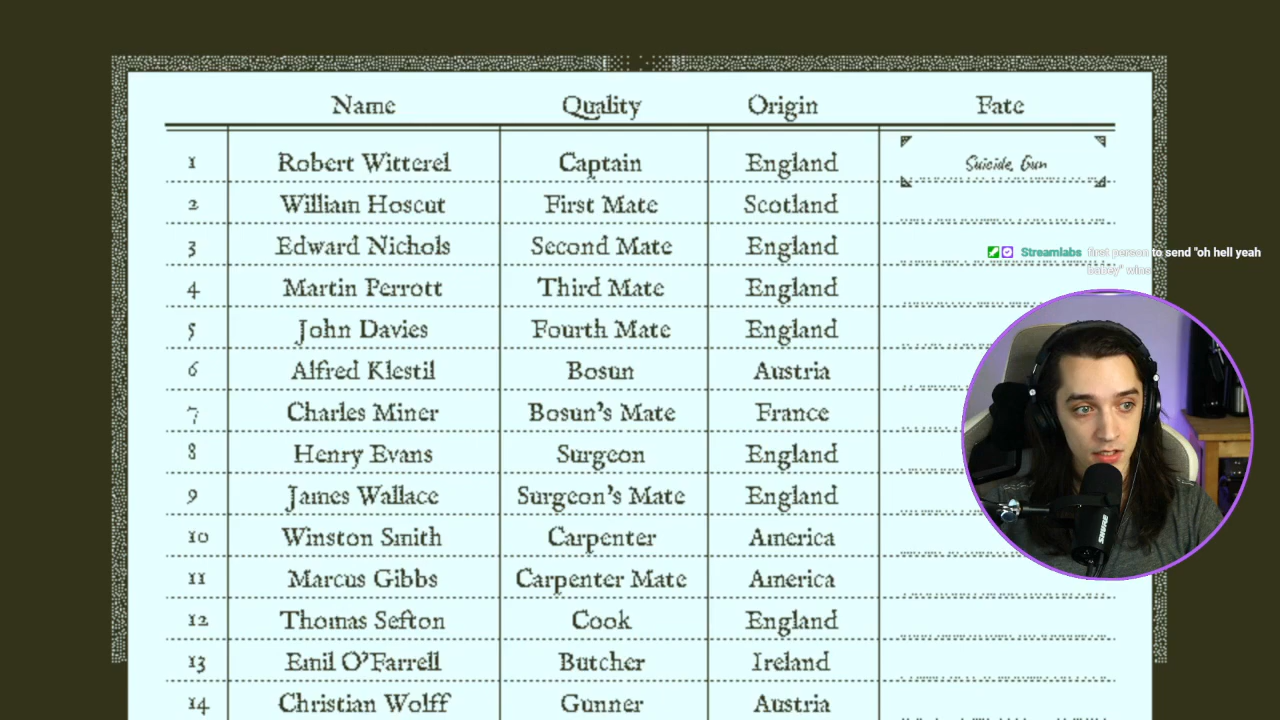 Name Quality Origin Fate
1 Robert Witterel Captain England Suicide, Gun
2 William Hoscut First Mate Scotland
3 Edward Nichols Second Mate England
Streamlabs first person to send "oh hell yeah
babey" wins
4 Martin Perrott Third Mate England
5 John Davies Fourth Mate England
6 Alfred Klestil Bosun Austria
7 Charles Miner Bosun's Mate France
8 Henry Evans Surgeon England
9 James Wallace Surgeon's Mate England
10 Winston Smith Carpenter America
11 Marcus Gibbs Carpenter Mate America
12 Thomas Sefton Cook England
13 Emil O'Farrell Butcher Ireland
14 Christian Wolff Gunner Austria
SHURE